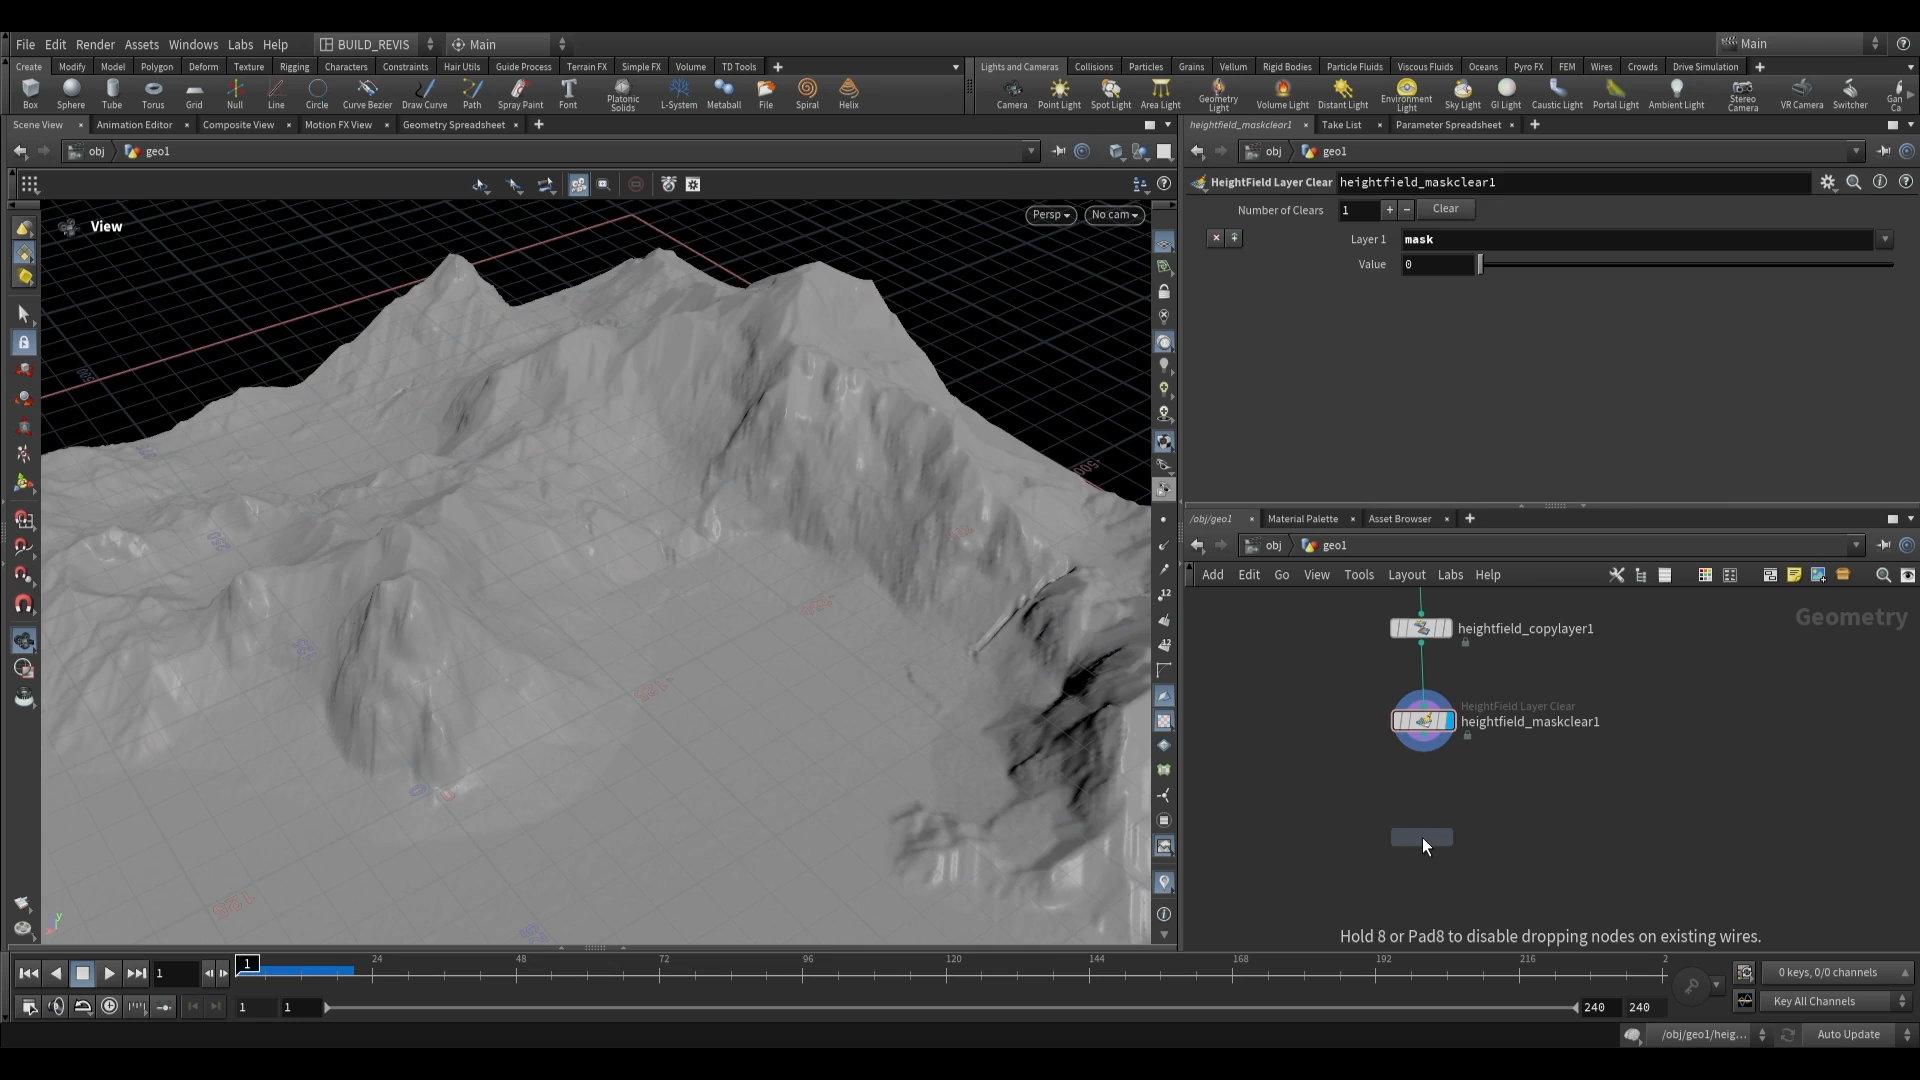 File Edit Render Assets Windows Labs Help BUILD_REVIS Main Main
Create Modify Model Polygon Deform Texture Rigging Characters Constraints Hair Utils Guide Process Terrain FX Simple FX Volume TD Tools
Lights and Cameras Collisions Particles Grains Vellum Rigid Bodies Particle Fluids Viscous Fluids Oceans Pyro FX FEM Wires Crowds Drive Simulation
Box Sphere Tube Torus Grid Null Line Circle Curve Bezier Draw Curve Path Spray Paint Font Platonic Solids L-System Metaball File Spiral Helix
Camera Point Light Spot Light Area Light Geometry Light Volume Light Distant Light Environment Light Sky Light GI Light Caustic Light Portal Light Ambient Light Stereo Camera VR Camera Switcher Gan Ca
Scene View Animation Editor Composite View Motion FX View Geometry Spreadsheet
heightfield_maskclear1 Take List Parameter Spreadsheet
obj geo1
obj geo1
HeightField Layer Clear heightfield_maskclear1
View
Persp No cam
Number of Clears 1 Clear
Layer 1 mask
Value 0
/obj/geo1 Material Palette Asset Browser
obj geo1
Add Edit Go View Tools Layout Labs Help
Geometry
heightfield_copylayer1
HeightField Layer Clear
heightfield_maskclear1
Hold 8 or Pad8 to disable dropping nodes on existing wires.
1 1 24 48 72 96 120 144 168 192 216 2
0 keys, 0/0 channels
1 1 240 240
Key All Channels
/obj/geo1/heig... Auto Update